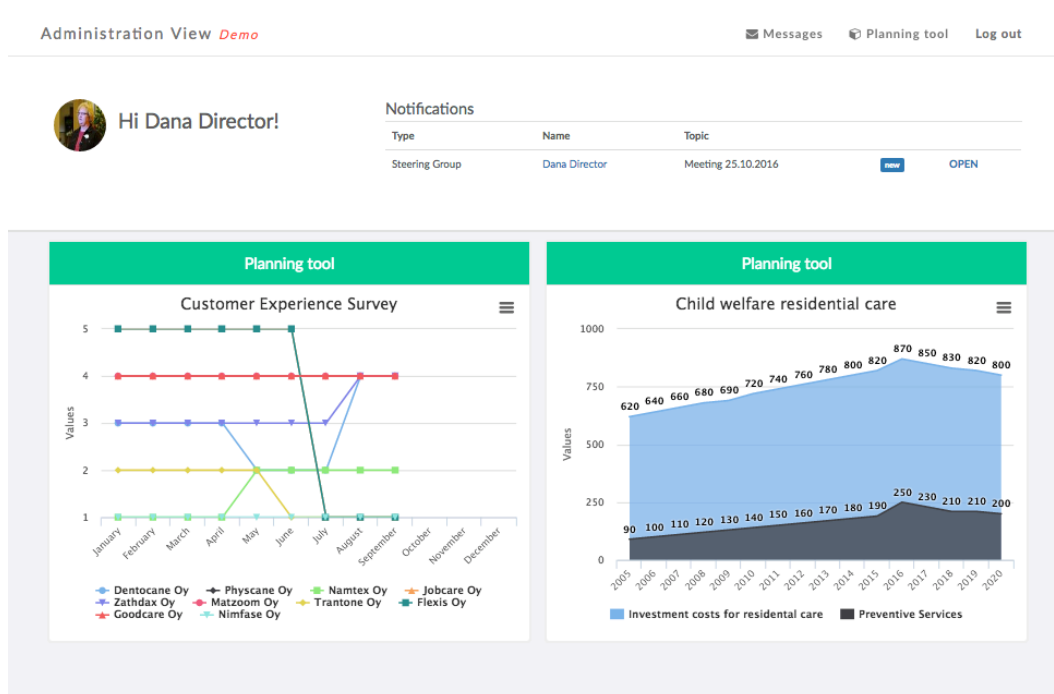 Administration View Demo
Messages Planning tool Log out
Hi Dana Director!
Notifications
Type Name Topic
Steering Group Dana Director Meeting 25.10.2016 new OPEN
Planning tool
Customer Experience Survey
5
4
3
2
1
Values
January February March April May June July August September October November December
Dentocane Oy Physcane Oy Namtex Oy Jobcare Oy
Zathdax Oy Matzoom Oy Trantone Oy Flexis Oy
Goodcare Oy Nimfase Oy
Planning tool
Child welfare residential care
1000
750
500
250
0
Values
620 640 660 680 690 720 740 760 780 800 820 870 850 830 820 800
90 100 110 120 130 140 150 160 170 180 190 250 230 210 210 200
2005 2006 2007 2008 2009 2010 2011 2012 2013 2014 2015 2016 2017 2018 2019 2020
Investment costs for residental care Preventive Services